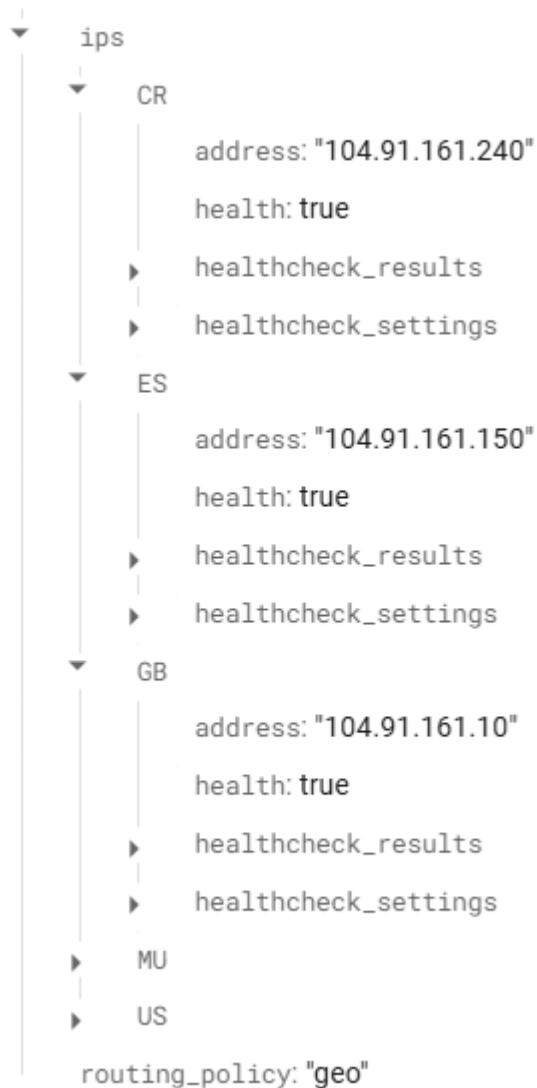 ips
CR
address: "104.91.161.240"
health: true
healthcheck_results
healthcheck_settings
ES
address: "104.91.161.150"
health: true
healthcheck_results
healthcheck_settings
GB
address: "104.91.161.10"
health: true
healthcheck_results
healthcheck_settings
MU
US
routing_policy: "geo"